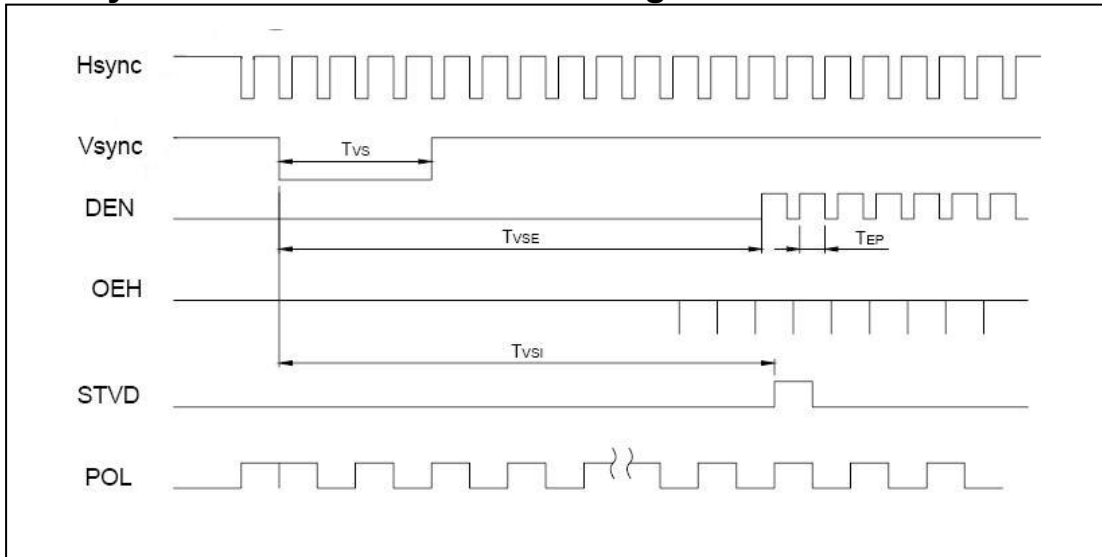 Hsync
Vsync
TVS
DEN
TVSE
TEP
OEH
TVSI
STVD
POL